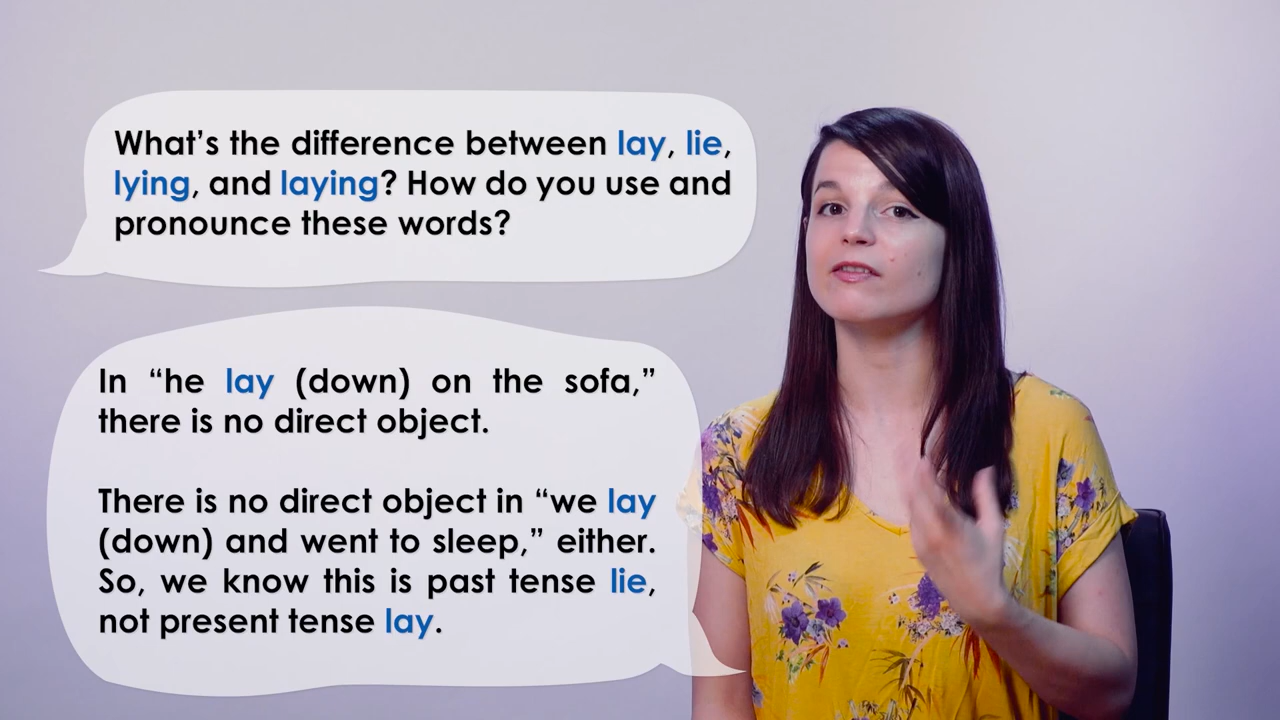 What's the difference between lay, lie,
lying, and laying? How do you use and
pronounce these words?
In “he lay (down) on the sofa,”
there is no direct object.
There is no direct object in “we lay
(down) and went to sleep,” either.
So, we know this is past tense lie,
not present tense lay.